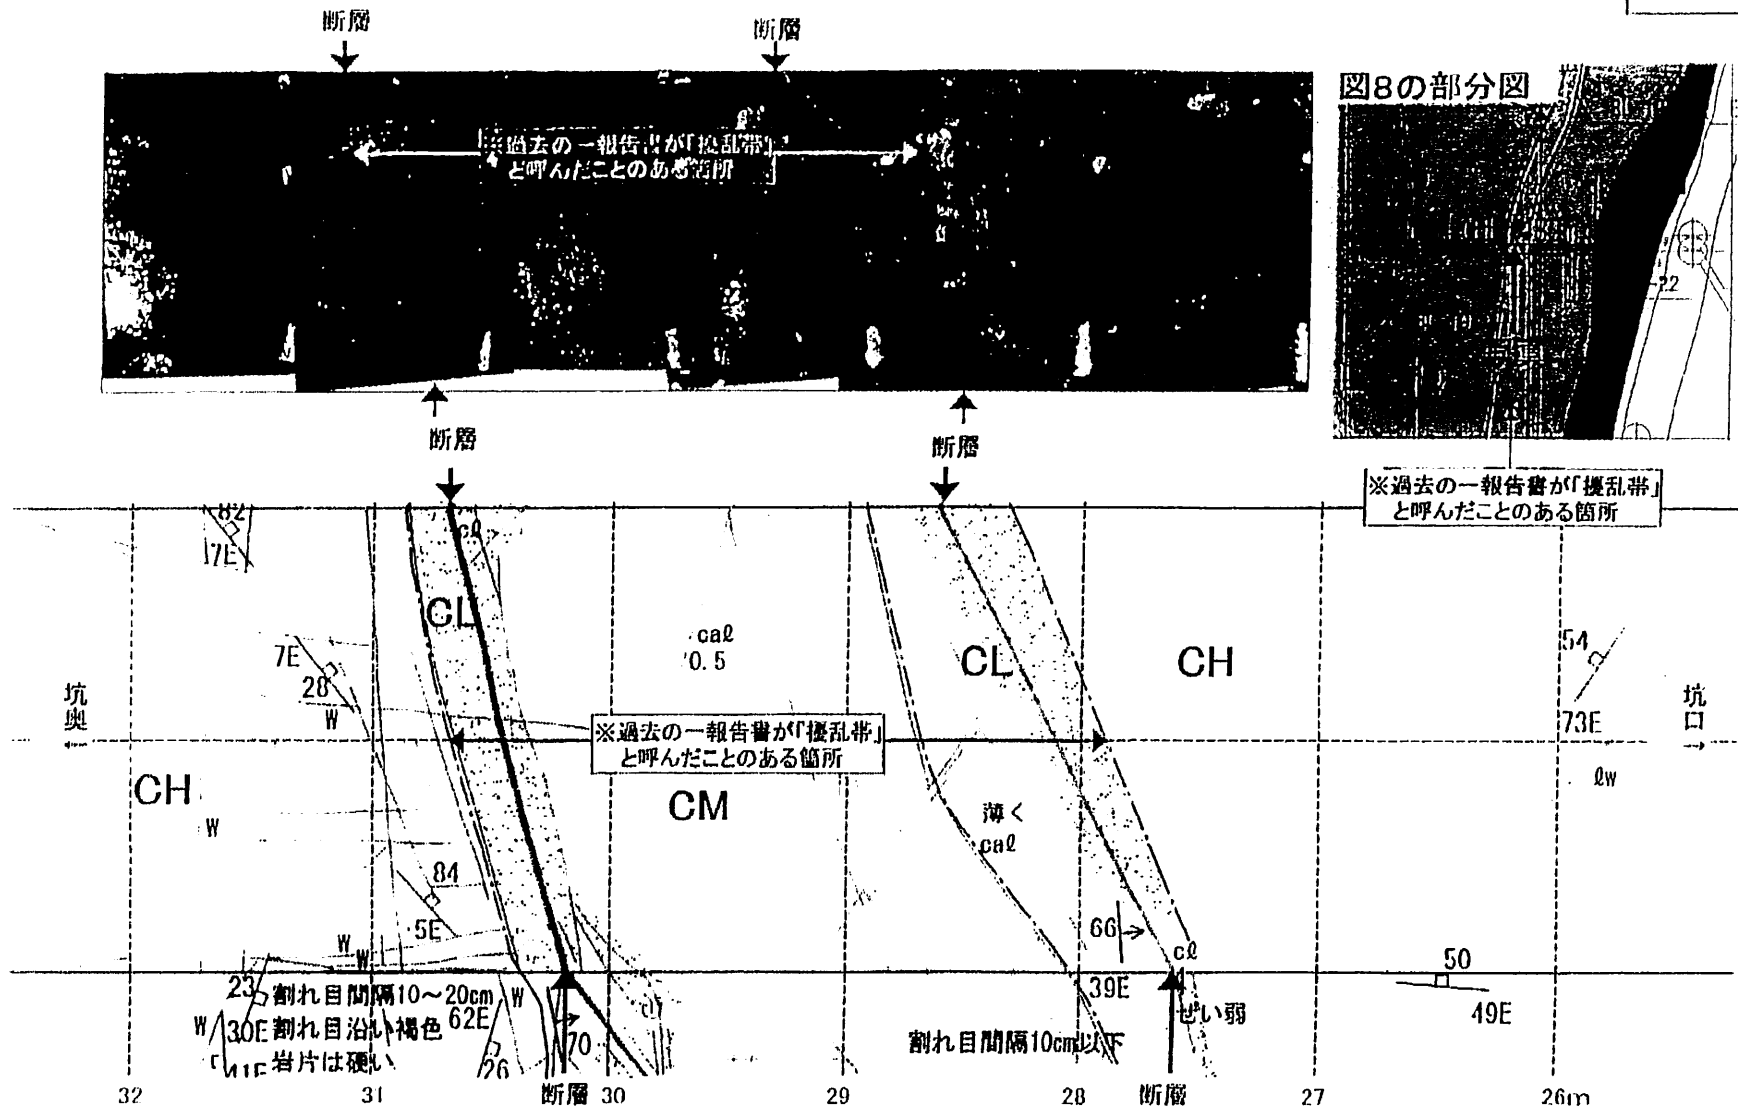 断層
断層
図8の部分図
※過去の一報告書が「擾乱帯」
と呼んだことのある箇所
22
断層
断層
※過去の一報告書が「擾乱帯」
と呼んだことのある箇所
82
7E
cℓ
CL
7E
28
W
calℓ
0.5
CL
CH
54
73E
坑奥
←
坑口
→
※過去の一報告書が「擾乱帯」
と呼んだことのある箇所
ℓw
CH
W
CM
薄く
caℓ
84
5E
W
W
66
cℓ
39E
ぜい弱
50
49E
23
割れ目間隔10~20cm
W
W
30E
割れ目沿い褐色
62E
41E
岩片は硬い
26
70
cℓ
割れ目間隔10cm以下
32
31
断層
30
29
28
断層
27
26m